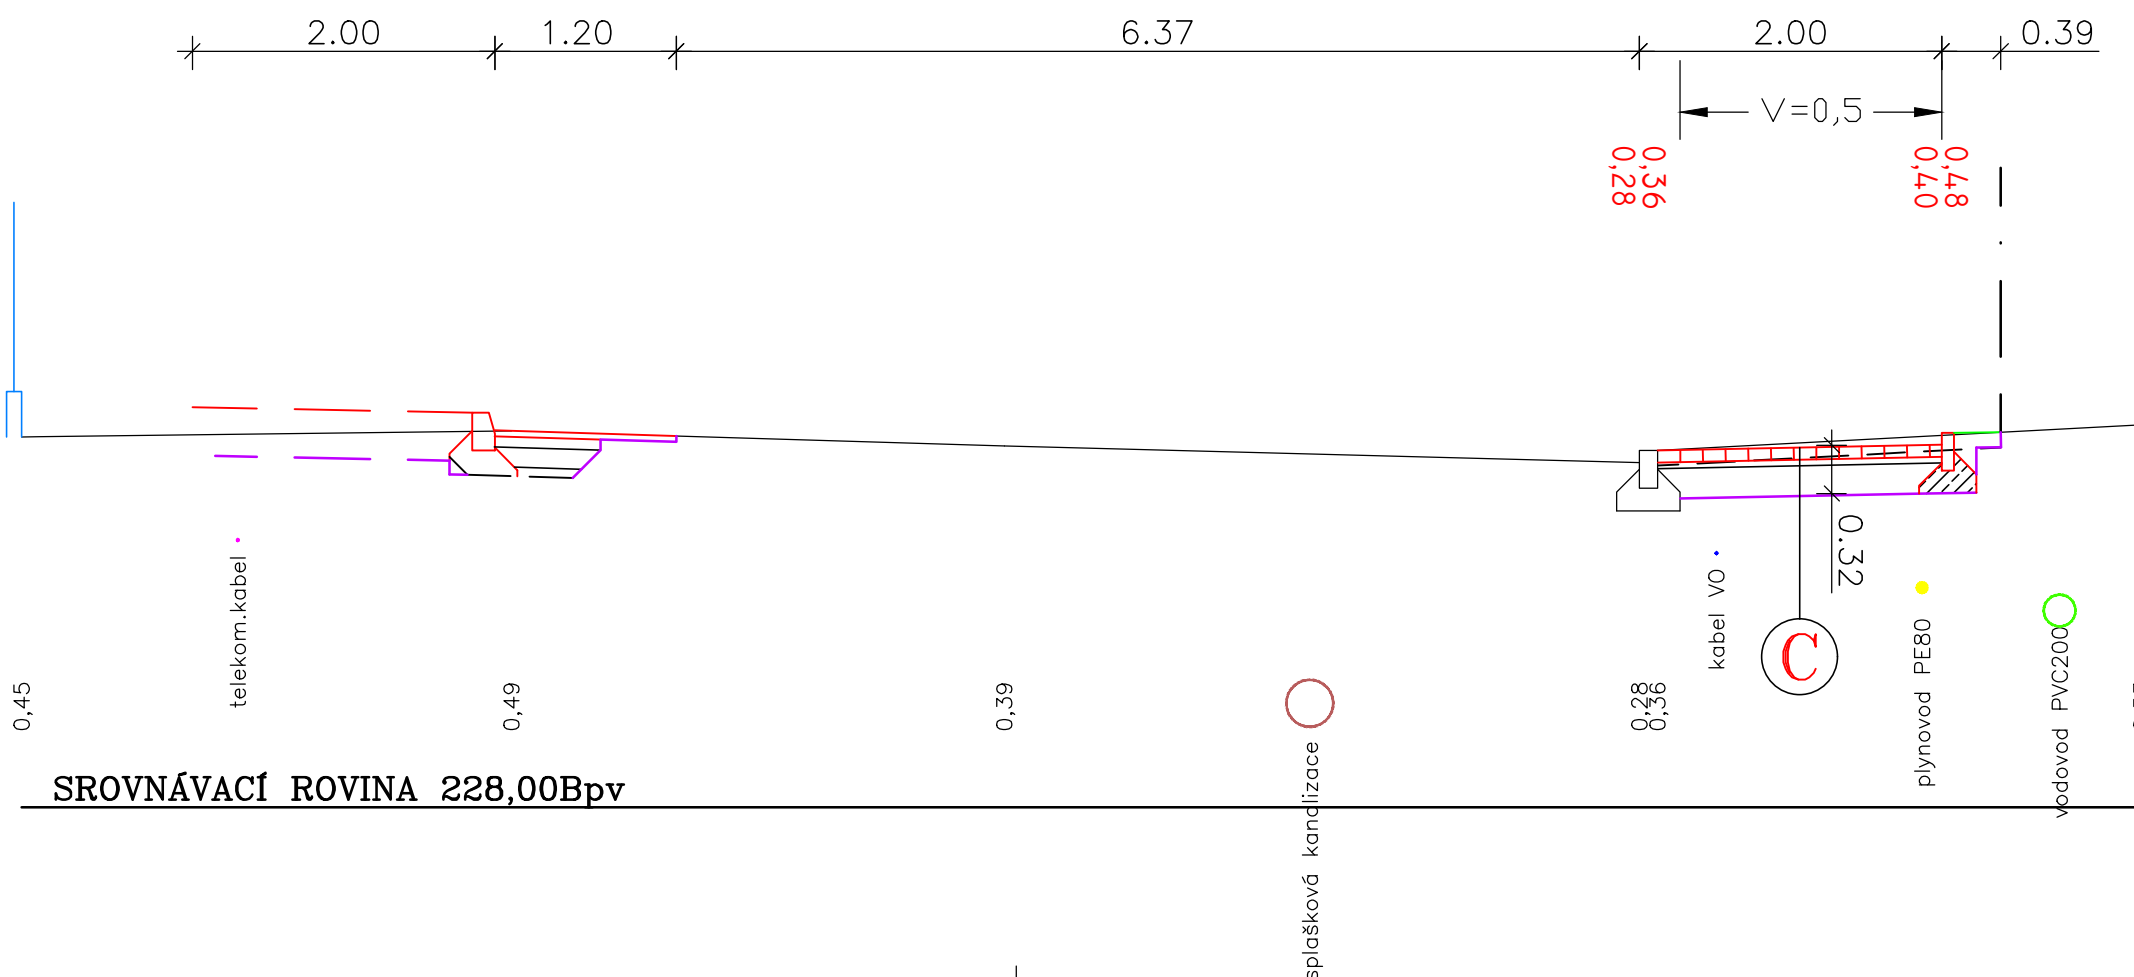 2.00
1.20
6.37
2.00
0.39
V=0,5
0,28
0,36
0,40
0,48
0.32
telekom.kabel
kabel VO
C
plynovod PE80
vodovod PVC200
0,45
0,49
0,39
0,28
0,36
splašková kanalizace
SROVNÁVACÍ ROVINA 228,00Bpv